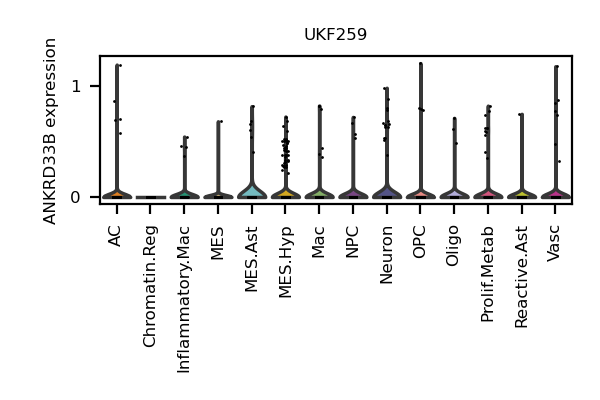 UKF259
ANKRD33B expression
1
0
AC
Chromatin.Reg
Inflammatory.Mac
MES
MES.Ast
MES.Hyp
Mac
NPC
Neuron
OPC
Oligo
Prolif.Metab
Reactive.Ast
Vasc